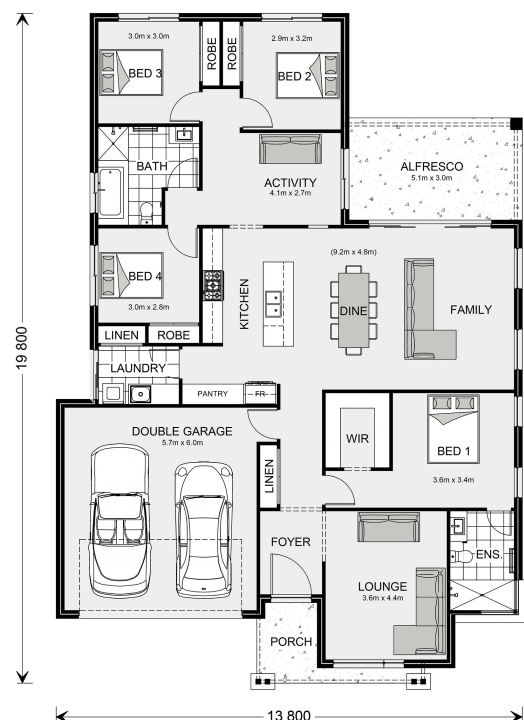 3.0m x 3.0m
BED 3
ROBE
ROBE
2.9m x 3.2m
BED 2
BATH
ACTIVITY
4.1m x 2.7m
ALFRESCO
5.1m x 3.0m
BED 4
3.0m x 2.8m
KITCHEN
(9.2m x 4.8m)
DINE
FAMILY
LINEN
ROBE
LAUNDRY
PANTRY
FR
19 800
DOUBLE GARAGE
5.7m x 6.0m
LINEN
WIR
BED 1
3.6m x 3.4m
FOYER
ENS.
LOUNGE
3.6m x 4.4m
PORCH
13 800